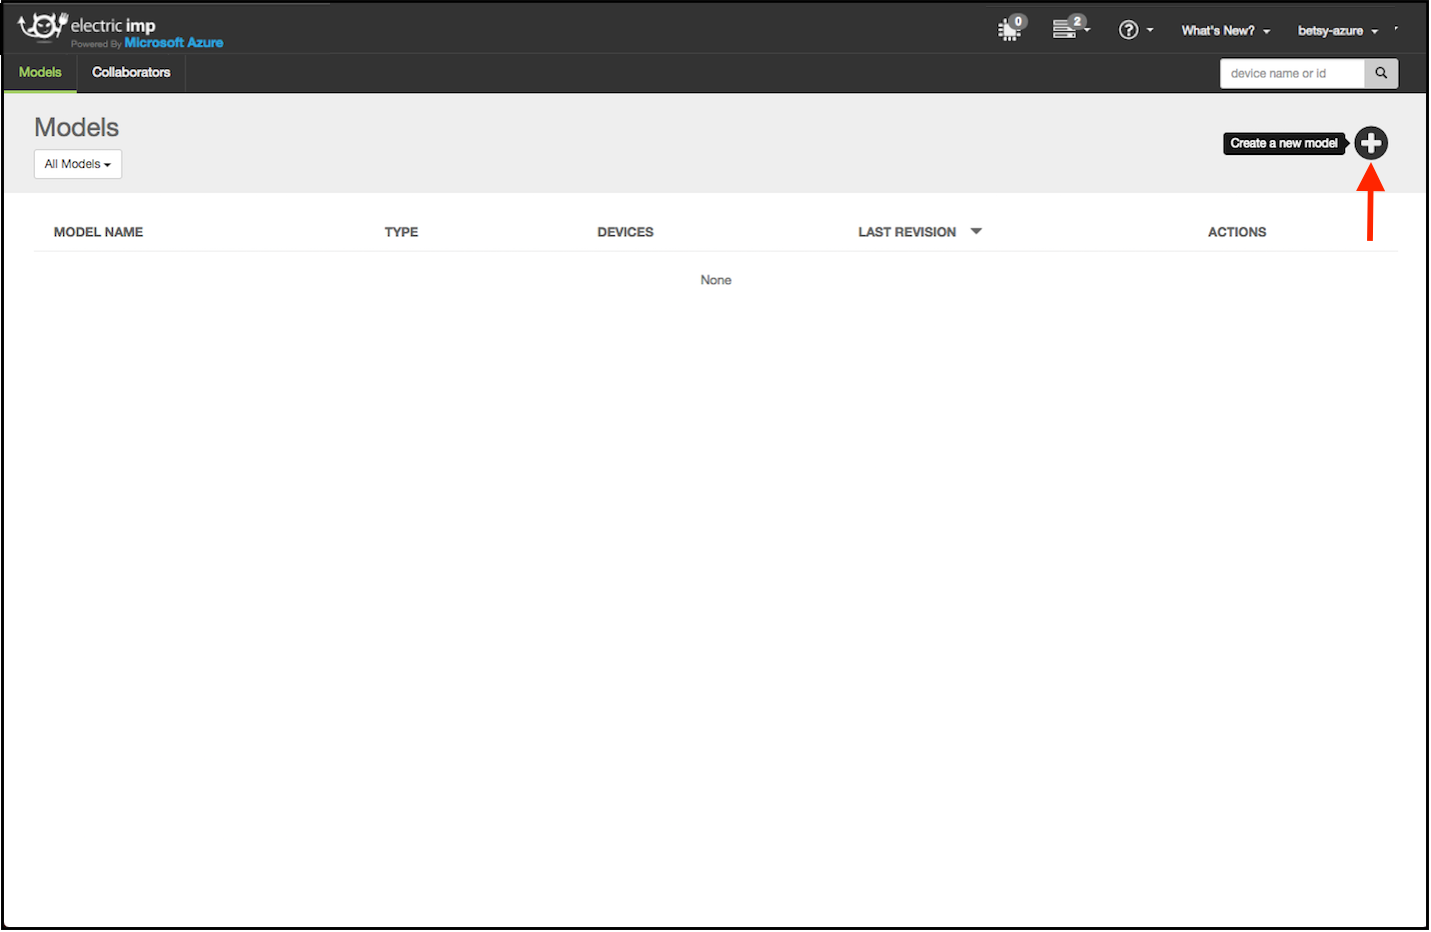 electric imp
Powered By Microsoft Azure
0
2
?
What's New?
betsy-azure
Models
Collaborators
device name or id
Models
All Models
Create a new model
MODEL NAME
TYPE
DEVICES
LAST REVISION
ACTIONS
None